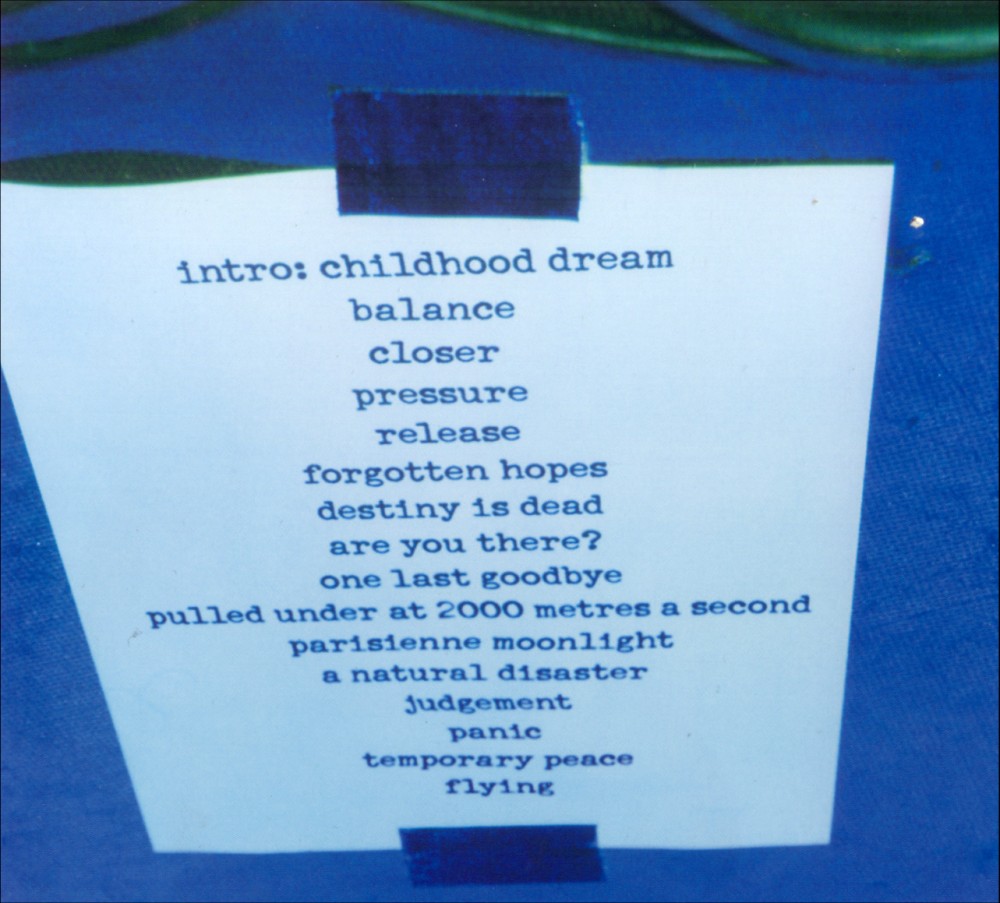 intro: childhood dream
balance
closer
pressure
release
forgotten hopes
destiny is dead
are you there?
one last goodbye
pulled under at 2000 metres a second
parisienne moonlight
a natural disaster
judgement
panic
temporary peace
flying